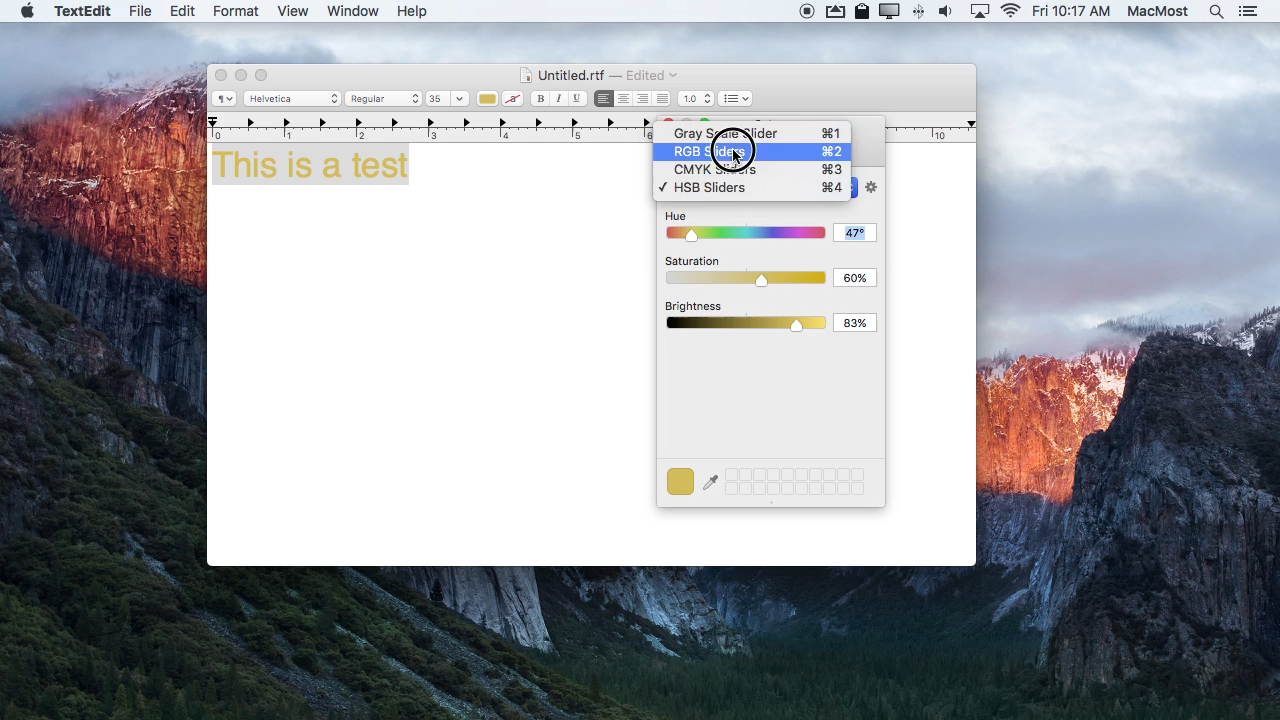 TextEdit File Edit Format View Window Help Fri 10:17 AM MacMost
Untitled.rtf — Edited
¶ Helvetica Regular 35 a B I U 1.0
0 1 2 3 4 5 6 10
This is a test
Gray Scale Slider ⌘1
RGB Sliders ⌘2
CMYK Sliders ⌘3
✓ HSB Sliders ⌘4
Hue
47°
Saturation
60%
Brightness
83%